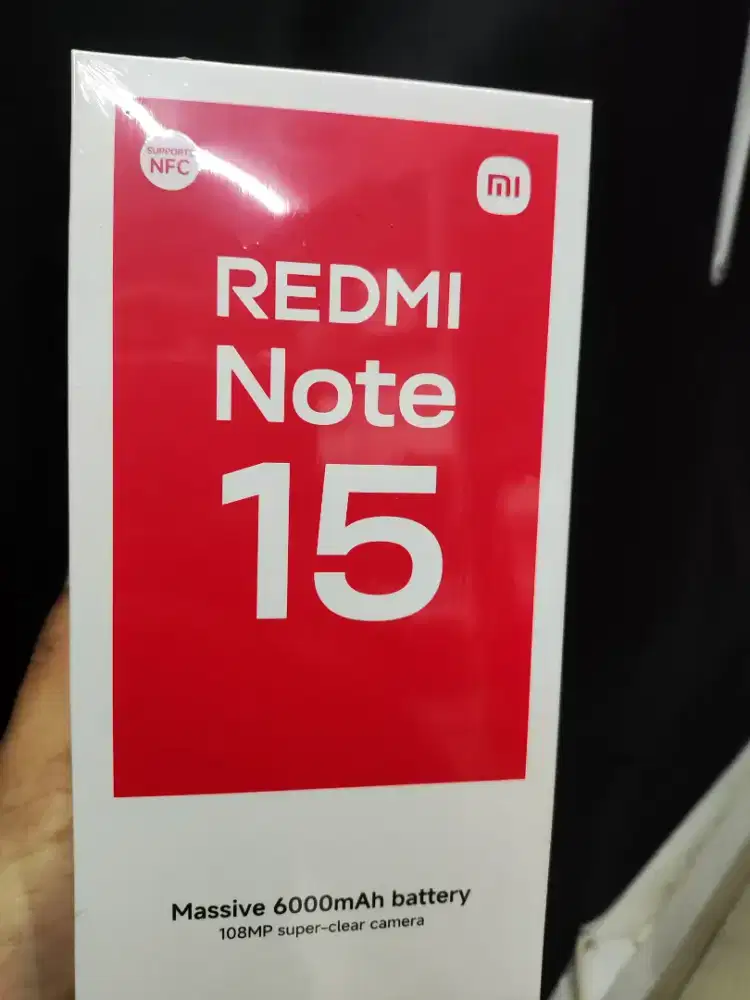 SUPPORTS
NFC
mi
REDMI
Note
15
Massive 6000mAh battery
108MP super-clear camera